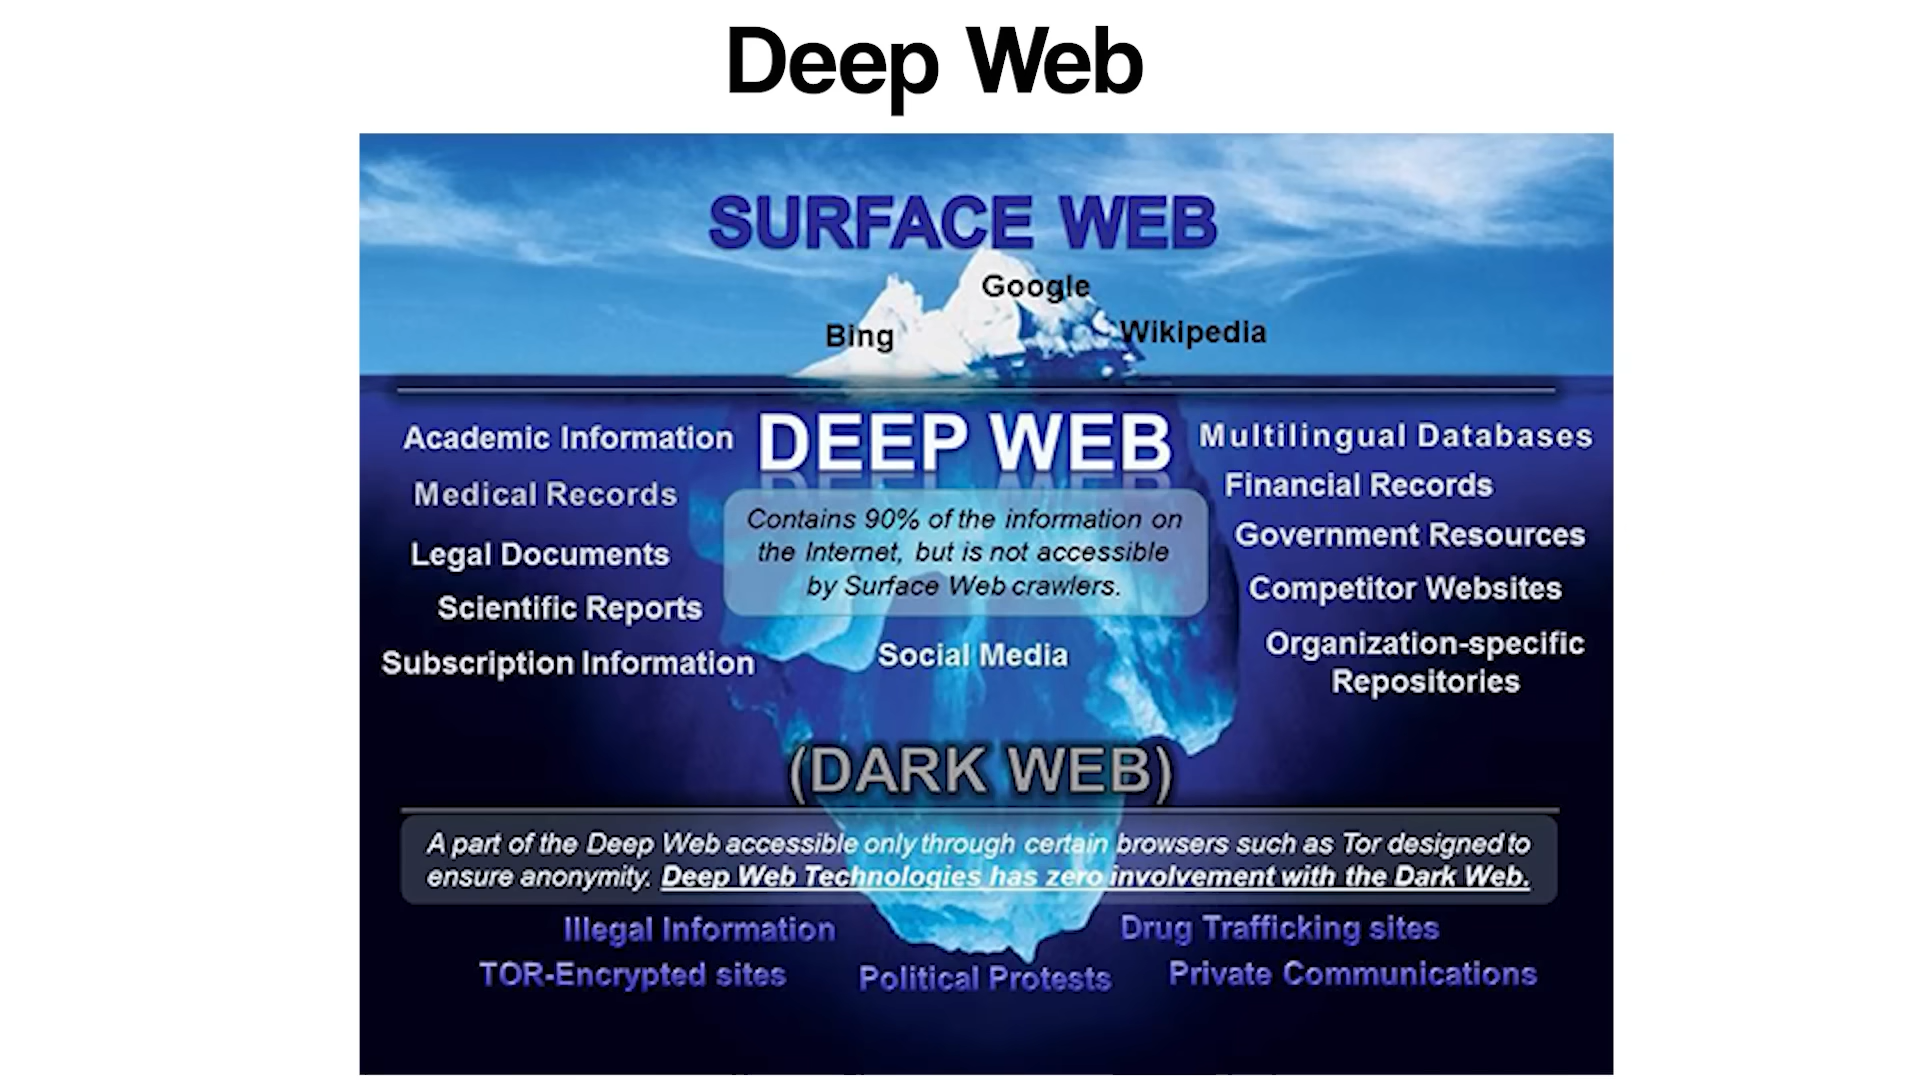 Deep Web
SURFACE WEB
Google
Bing
Wikipedia
DEEP WEB
Academic Information
Medical Records
Legal Documents
Scientific Reports
Subscription Information
Contains 90% of the information on
the Internet, but is not accessible
by Surface Web crawlers.
Social Media
Multilingual Databases
Financial Records
Government Resources
Competitor Websites
Organization-specific
Repositories
(DARK WEB)
A part of the Deep Web accessible only through certain browsers such as Tor designed to
ensure anonymity. Deep Web Technologies has zero involvement with the Dark Web.
Illegal Information
Drug Trafficking sites
TOR-Encrypted sites
Political Protests
Private Communications